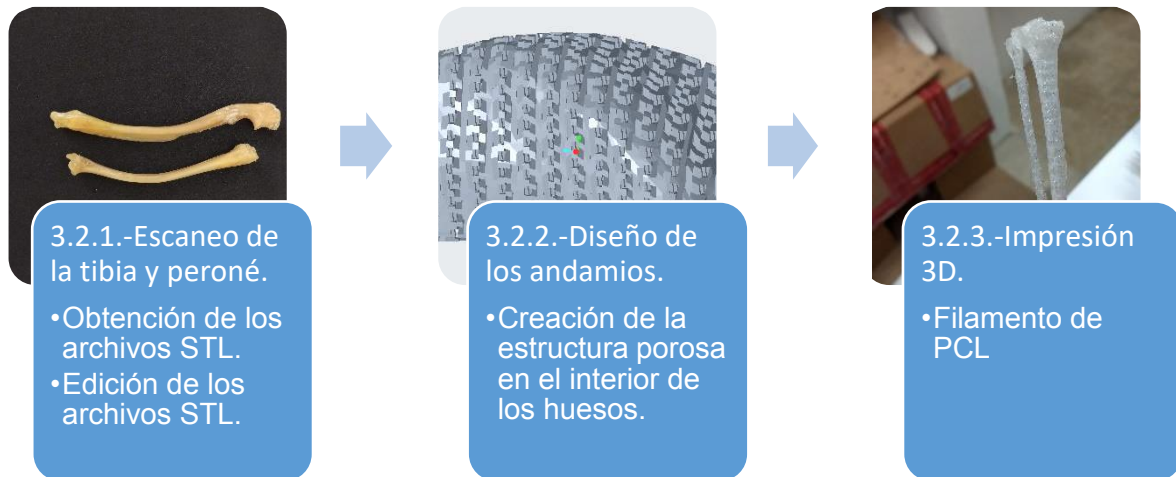 3.2.1.-Escaneo de
la tibia y peroné.
•Obtención de los
archivos STL.
•Edición de los
archivos STL.
3.2.2.-Diseño de
los andamios.
•Creación de la
estructura porosa
en el interior de
los huesos.
3.2.3.-Impresión
3D.
•Filamento de
PCL